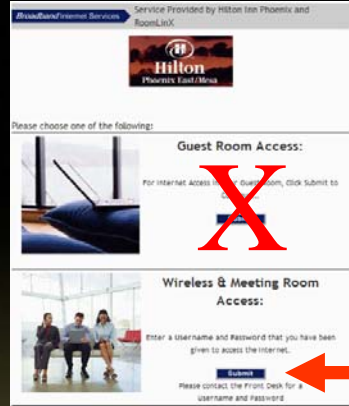 Broadband Internet Services
Service Provided by Hilton Inn Phoenix and
RoomLinX
Hilton
Phoenix East/Mesa
Please choose one of the following:
Guest Room Access:
For Internet Access in Guest Room, Click Submit to
X
Wireless & Meeting Room
Access:
Enter a Username and Password that you have been
given to access the Internet.
Submit
Please contact the Front Desk for a
Username and Password